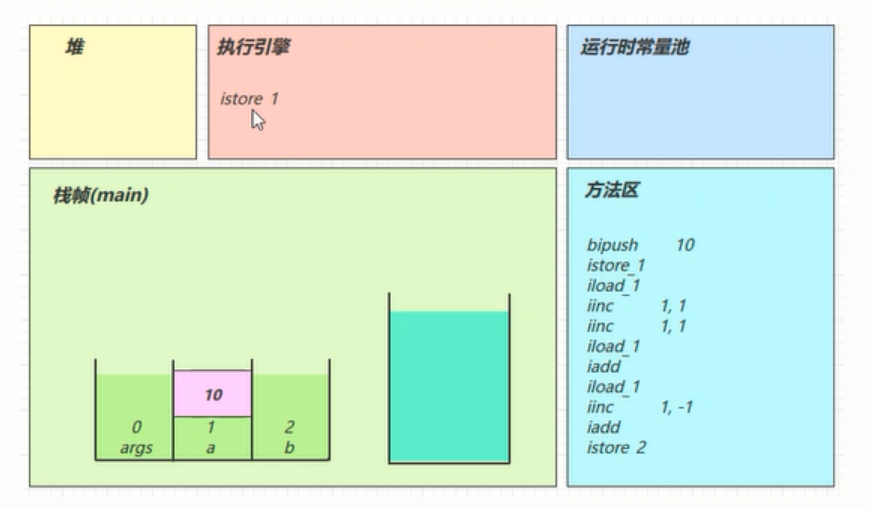 堆
执行引擎
istore 1
运行时常量池
栈帧(main)
10
0 1 2
args a b
方法区
bipush 10
istore_1
iload_1
iinc 1, 1
iinc 1, 1
iload_1
iadd
iload_1
iinc 1, -1
iadd
istore 2